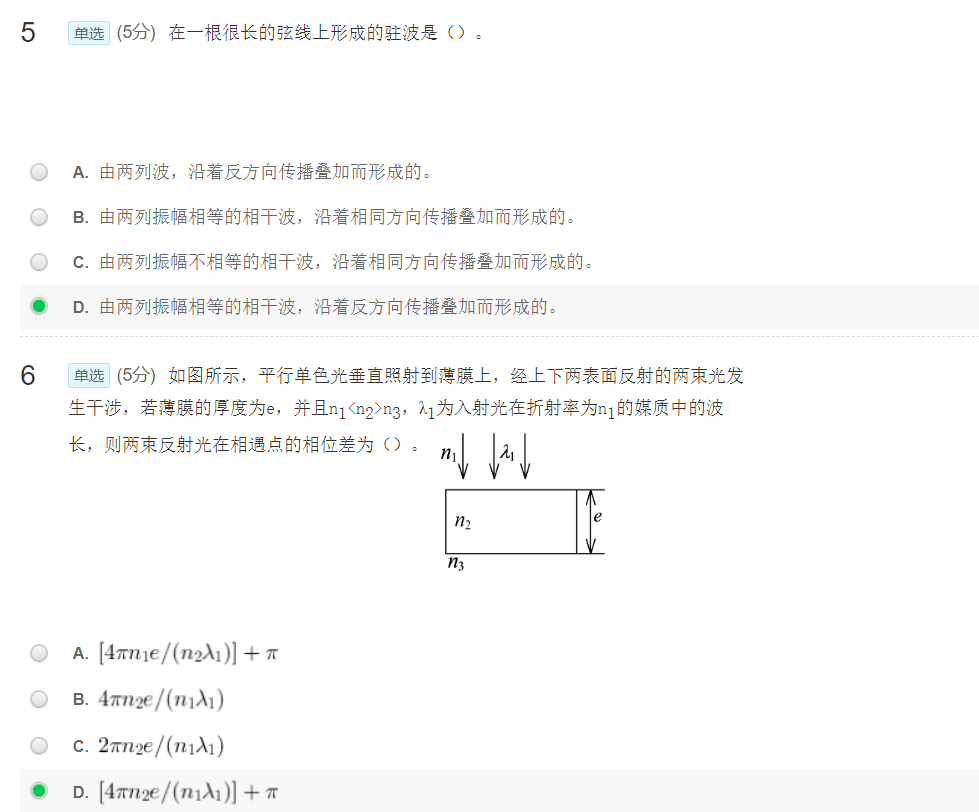 5 单选 (5分) 在一根很长的弦线上形成的驻波是（）。
A. 由两列波，沿着反方向传播叠加而形成的。
B. 由两列振幅相等的相干波，沿着相同方向传播叠加而形成的。
C. 由两列振幅不相等的相干波，沿着相同方向传播叠加而形成的。
D. 由两列振幅相等的相干波，沿着反方向传播叠加而形成的。
6 单选 (5分) 如图所示，平行单色光垂直照射到薄膜上，经上下两表面反射的两束光发
生干涉，若薄膜的厚度为e，并且n₁<n₂>n₃，λ₁为入射光在折射率为n₁的媒质中的波
长，则两束反射光在相遇点的相位差为（）。
n₁ λ₁
n₂ e
n₃
A. [4πn₁e/(n₂λ₁)] + π
B. 4πn₂e/(n₁λ₁)
C. 2πn₂e/(n₁λ₁)
D. [4πn₂e/(n₁λ₁)] + π